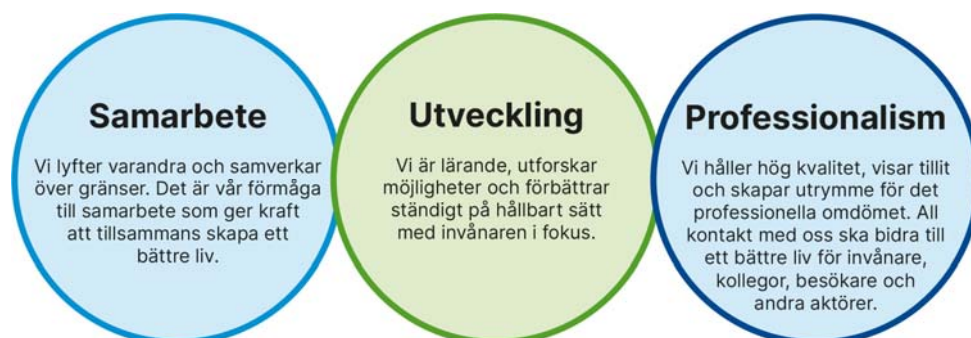 Samarbete
Vi lyfter varandra och samverkar
över gränser. Det är vår förmåga
till samarbete som ger kraft
att tillsammans skapa ett
bättre liv.
Utveckling
Vi är lärande, utforskar
möjligheter och förbättrar
ständigt på hållbart sätt
med invånaren i fokus.
Professionalism
Vi håller hög kvalitet, visar tillit
och skapar utrymme för det
professionella omdömet. All
kontakt med oss ska bidra till
ett bättre liv för invånare,
kollegor, besökare och
andra aktörer.